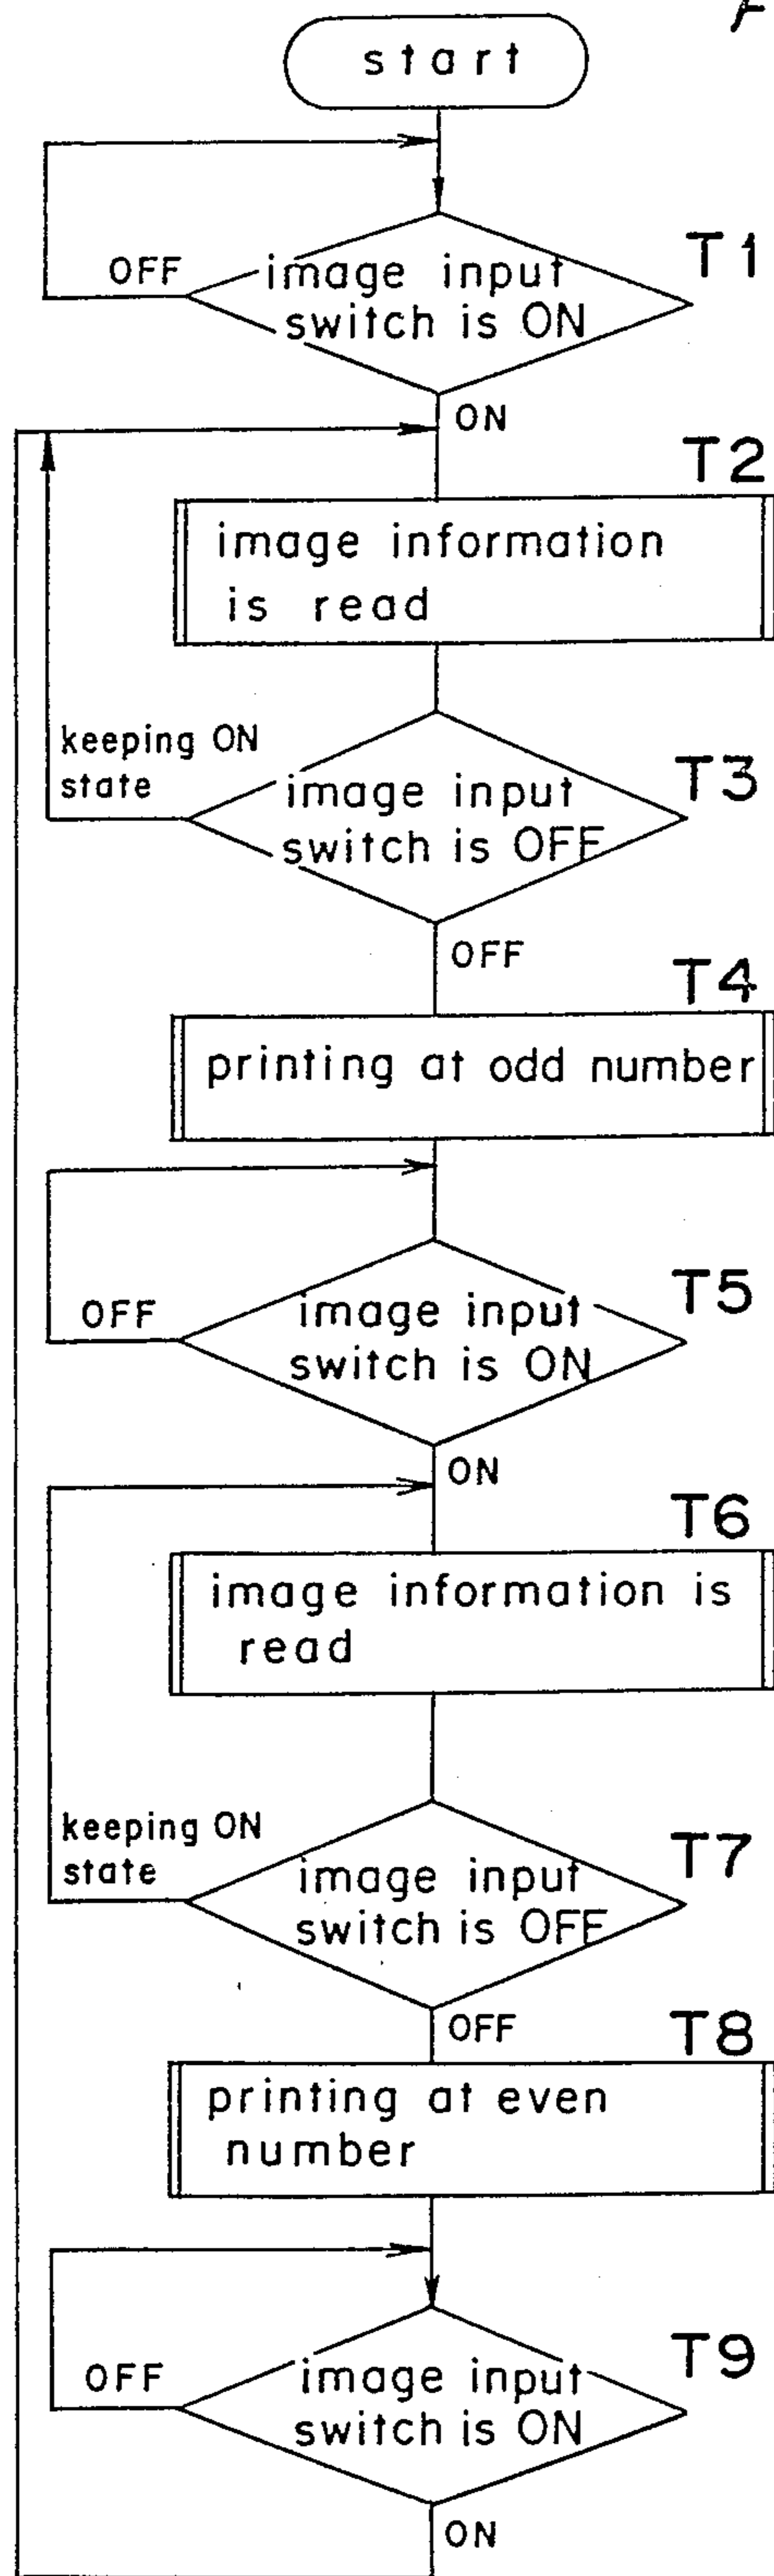 start
T1
OFF
image input
switch is ON
ON
T2
image information
is read
keeping ON
state
T3
image input
switch is OFF
OFF
T4
printing at odd number
T5
OFF
image input
switch is ON
ON
T6
image information is
read
keeping ON
state
T7
image input
switch is OFF
OFF
T8
printing at even
number
T9
OFF
image input
switch is ON
ON